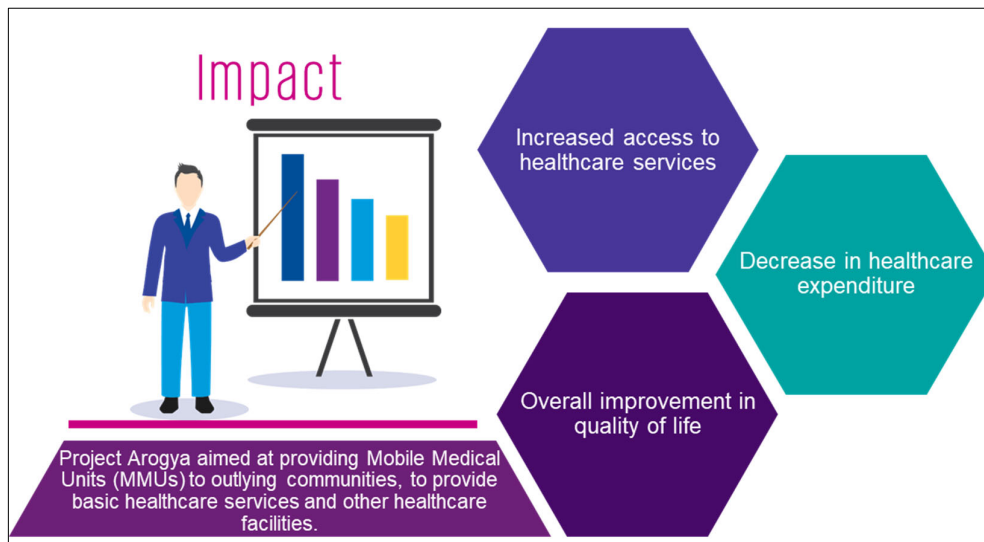 Impact
Increased access to
healthcare services
Decrease in healthcare
expenditure
Overall improvement in
quality of life
Project Arogya aimed at providing Mobile Medical
Units (MMUs) to outlying communities, to provide
basic healthcare services and other healthcare
facilities.